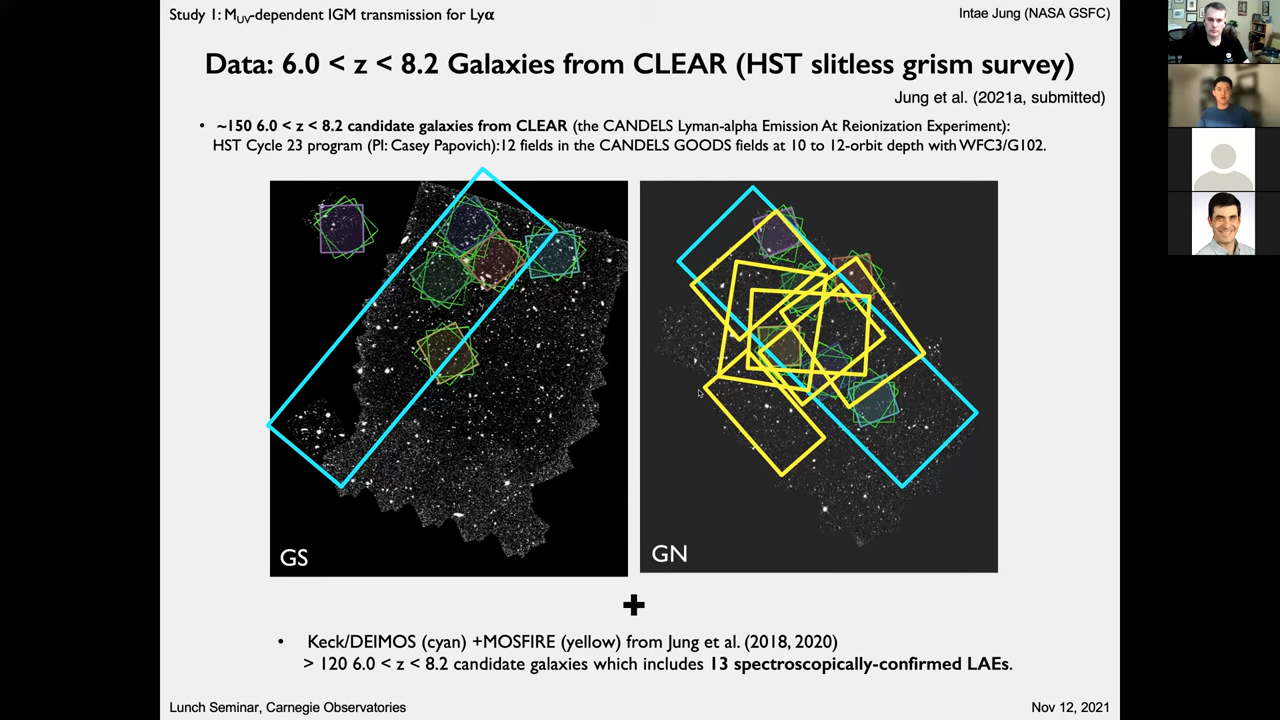 Study 1: MUV-dependent IGM transmission for Lyα
Intae Jung (NASA GSFC)
Data: 6.0 < z < 8.2 Galaxies from CLEAR (HST slitless grism survey)
Jung et al. (2021a, submitted)
• ~150 6.0 < z < 8.2 candidate galaxies from CLEAR (the CANDELS Lyman-alpha Emission At Reionization Experiment):
HST Cycle 23 program (PI: Casey Papovich):12 fields in the CANDELS GOODS fields at 10 to 12-orbit depth with WFC3/G102.
GS
GN
+
• Keck/DEIMOS (cyan) +MOSFIRE (yellow) from Jung et al. (2018, 2020)
> 120 6.0 < z < 8.2 candidate galaxies which includes 13 spectroscopically-confirmed LAEs.
Lunch Seminar, Carnegie Observatories
Nov 12, 2021